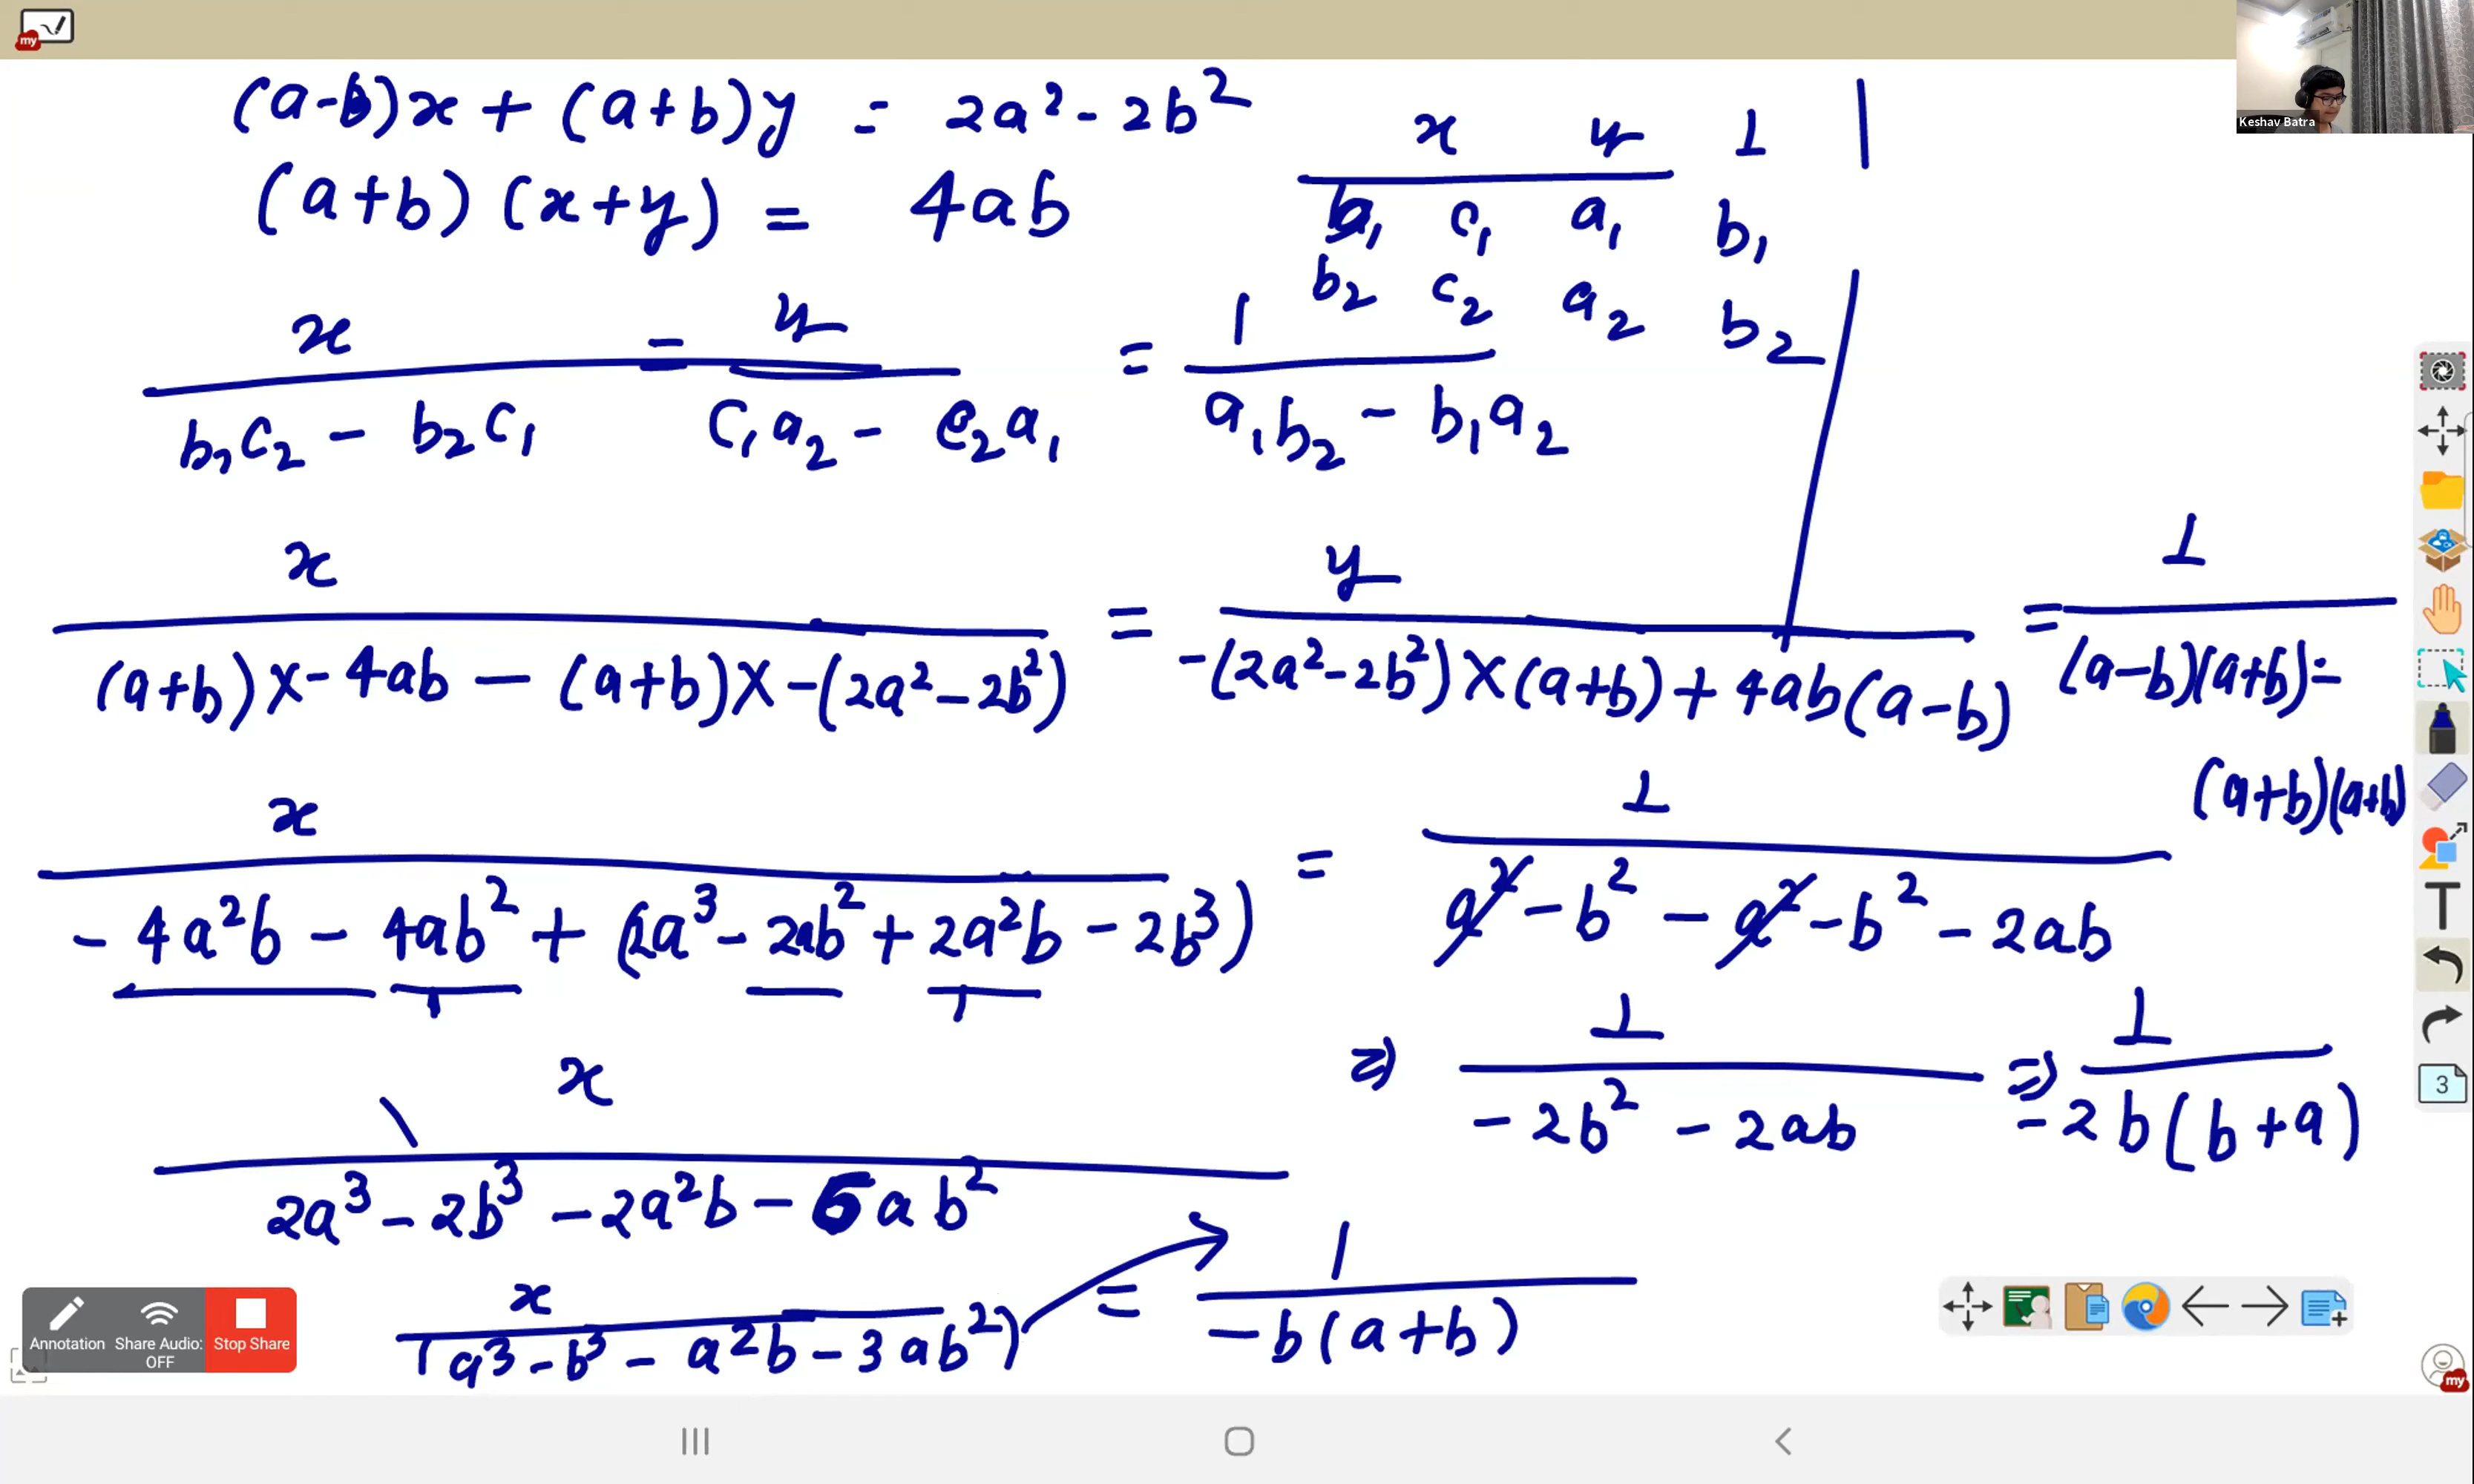 my
Keshav Batra
(a-b)x + (a+b)y = 2a² - 2b²
(a+b) (x+y) = 4ab
x y 1
b₁ c₁ a₁ b₁
b₂ c₂ a₂ b₂
x = y = 1
b₁c₂ - b₂c₁ c₁a₂ - c₂a₁ a₁b₂ - b₁a₂
x = y = 1
(a+b)X-4ab - (a+b)X-(2a²-2b²) -(2a²-2b²)X(a+b)+4ab(a-b) (a-b)(a+b)-
(a+b)(a+b)
x = 1
- 4a²b - 4ab² + (2a³- 2ab² + 2a²b - 2b³) a² - b² - a² - b² - 2ab
x ⇒ 1 ⇒ 1
2a³ - 2b³ - 2a²b - 6ab² - 2b² - 2ab - 2b(b+a)
x = 1
(a³ - b³ - a²b - 3ab²) -b(a+b)
T
3
Annotation Share Audio: OFF Stop Share
my